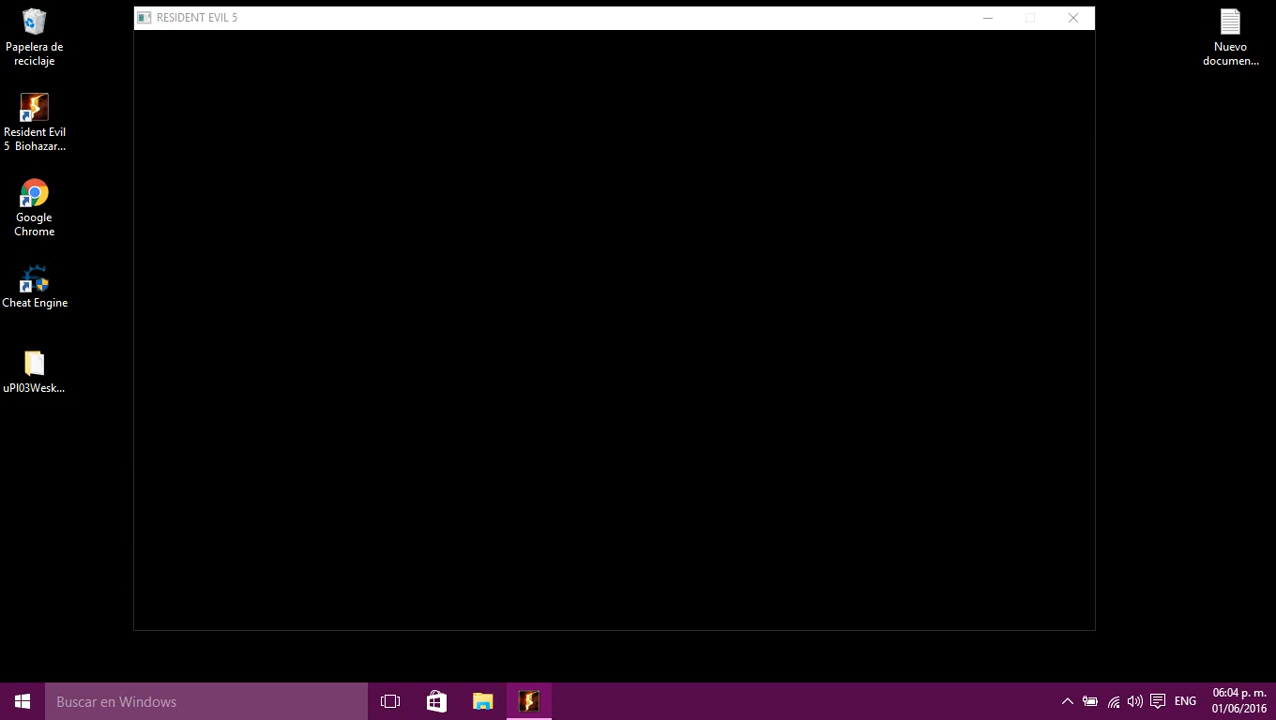 RESIDENT EVIL 5
Papelera de
reciclaje
Resident Evil
5 Biohazar...
Google
Chrome
Cheat Engine
uPl03Wesk...
Nuevo
documen...
Buscar en Windows
ENG
06:04 p. m.
01/06/2016